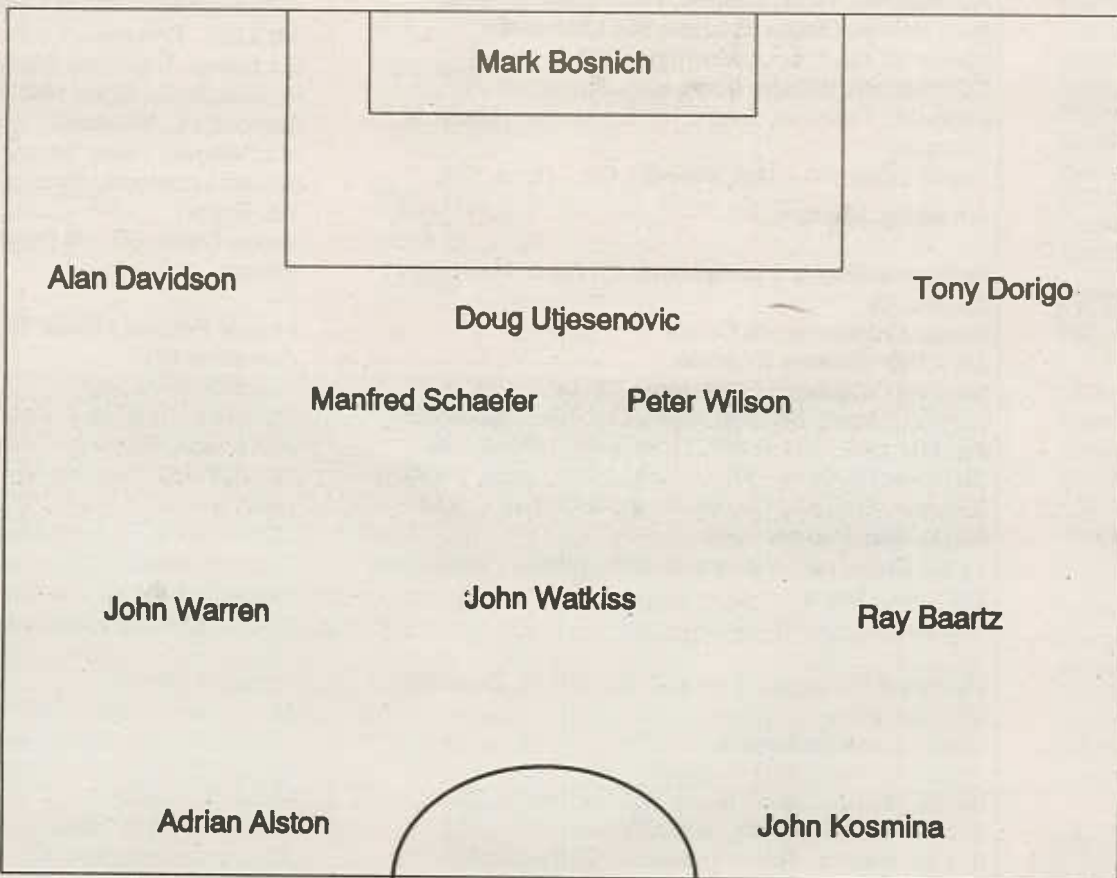 Mark Bosnich
Alan Davidson
Tony Dorigo
Doug Utjesenovic
Manfred Schaefer
Peter Wilson
John Warren
John Watkiss
Ray Baartz
Adrian Alston
John Kosmina